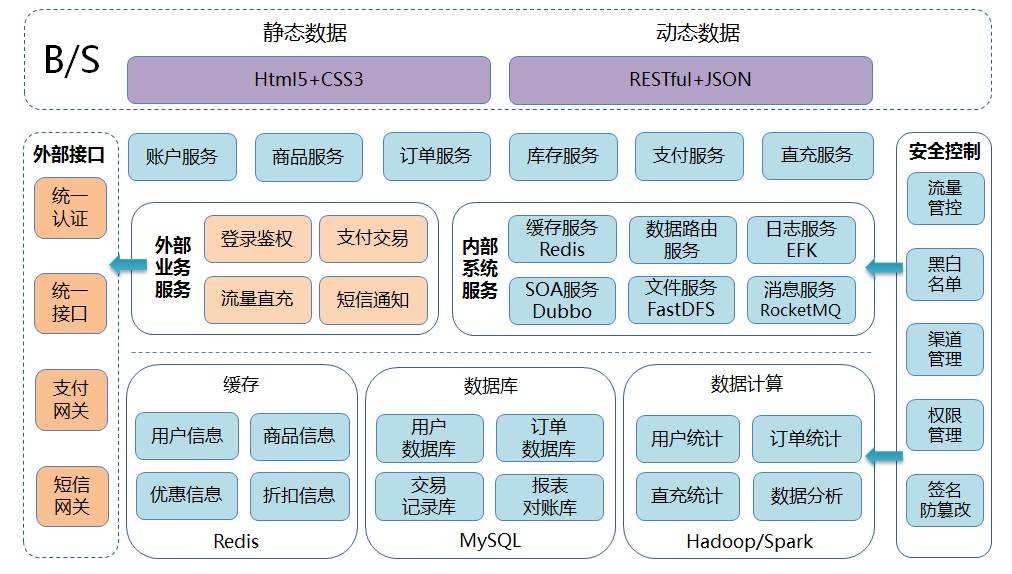 B/S
静态数据
动态数据
Html5+CSS3
RESTful+JSON
外部接口
统一
认证
统一
接口
支付
网关
短信
网关
账户服务
商品服务
订单服务
库存服务
支付服务
直充服务
外部
业务
服务
登录鉴权
支付交易
流量直充
短信通知
内部
系统
服务
缓存服务
Redis
数据路由
服务
日志服务
EFK
SOA服务
Dubbo
文件服务
FastDFS
消息服务
RocketMQ
缓存
用户信息
商品信息
优惠信息
折扣信息
Redis
数据库
用户
数据库
订单
数据库
交易
记录库
报表
对账库
MySQL
数据计算
用户统计
订单统计
直充统计
数据分析
Hadoop/Spark
安全控制
流量
管控
黑白
名单
渠道
管理
权限
管理
签名
防篡改